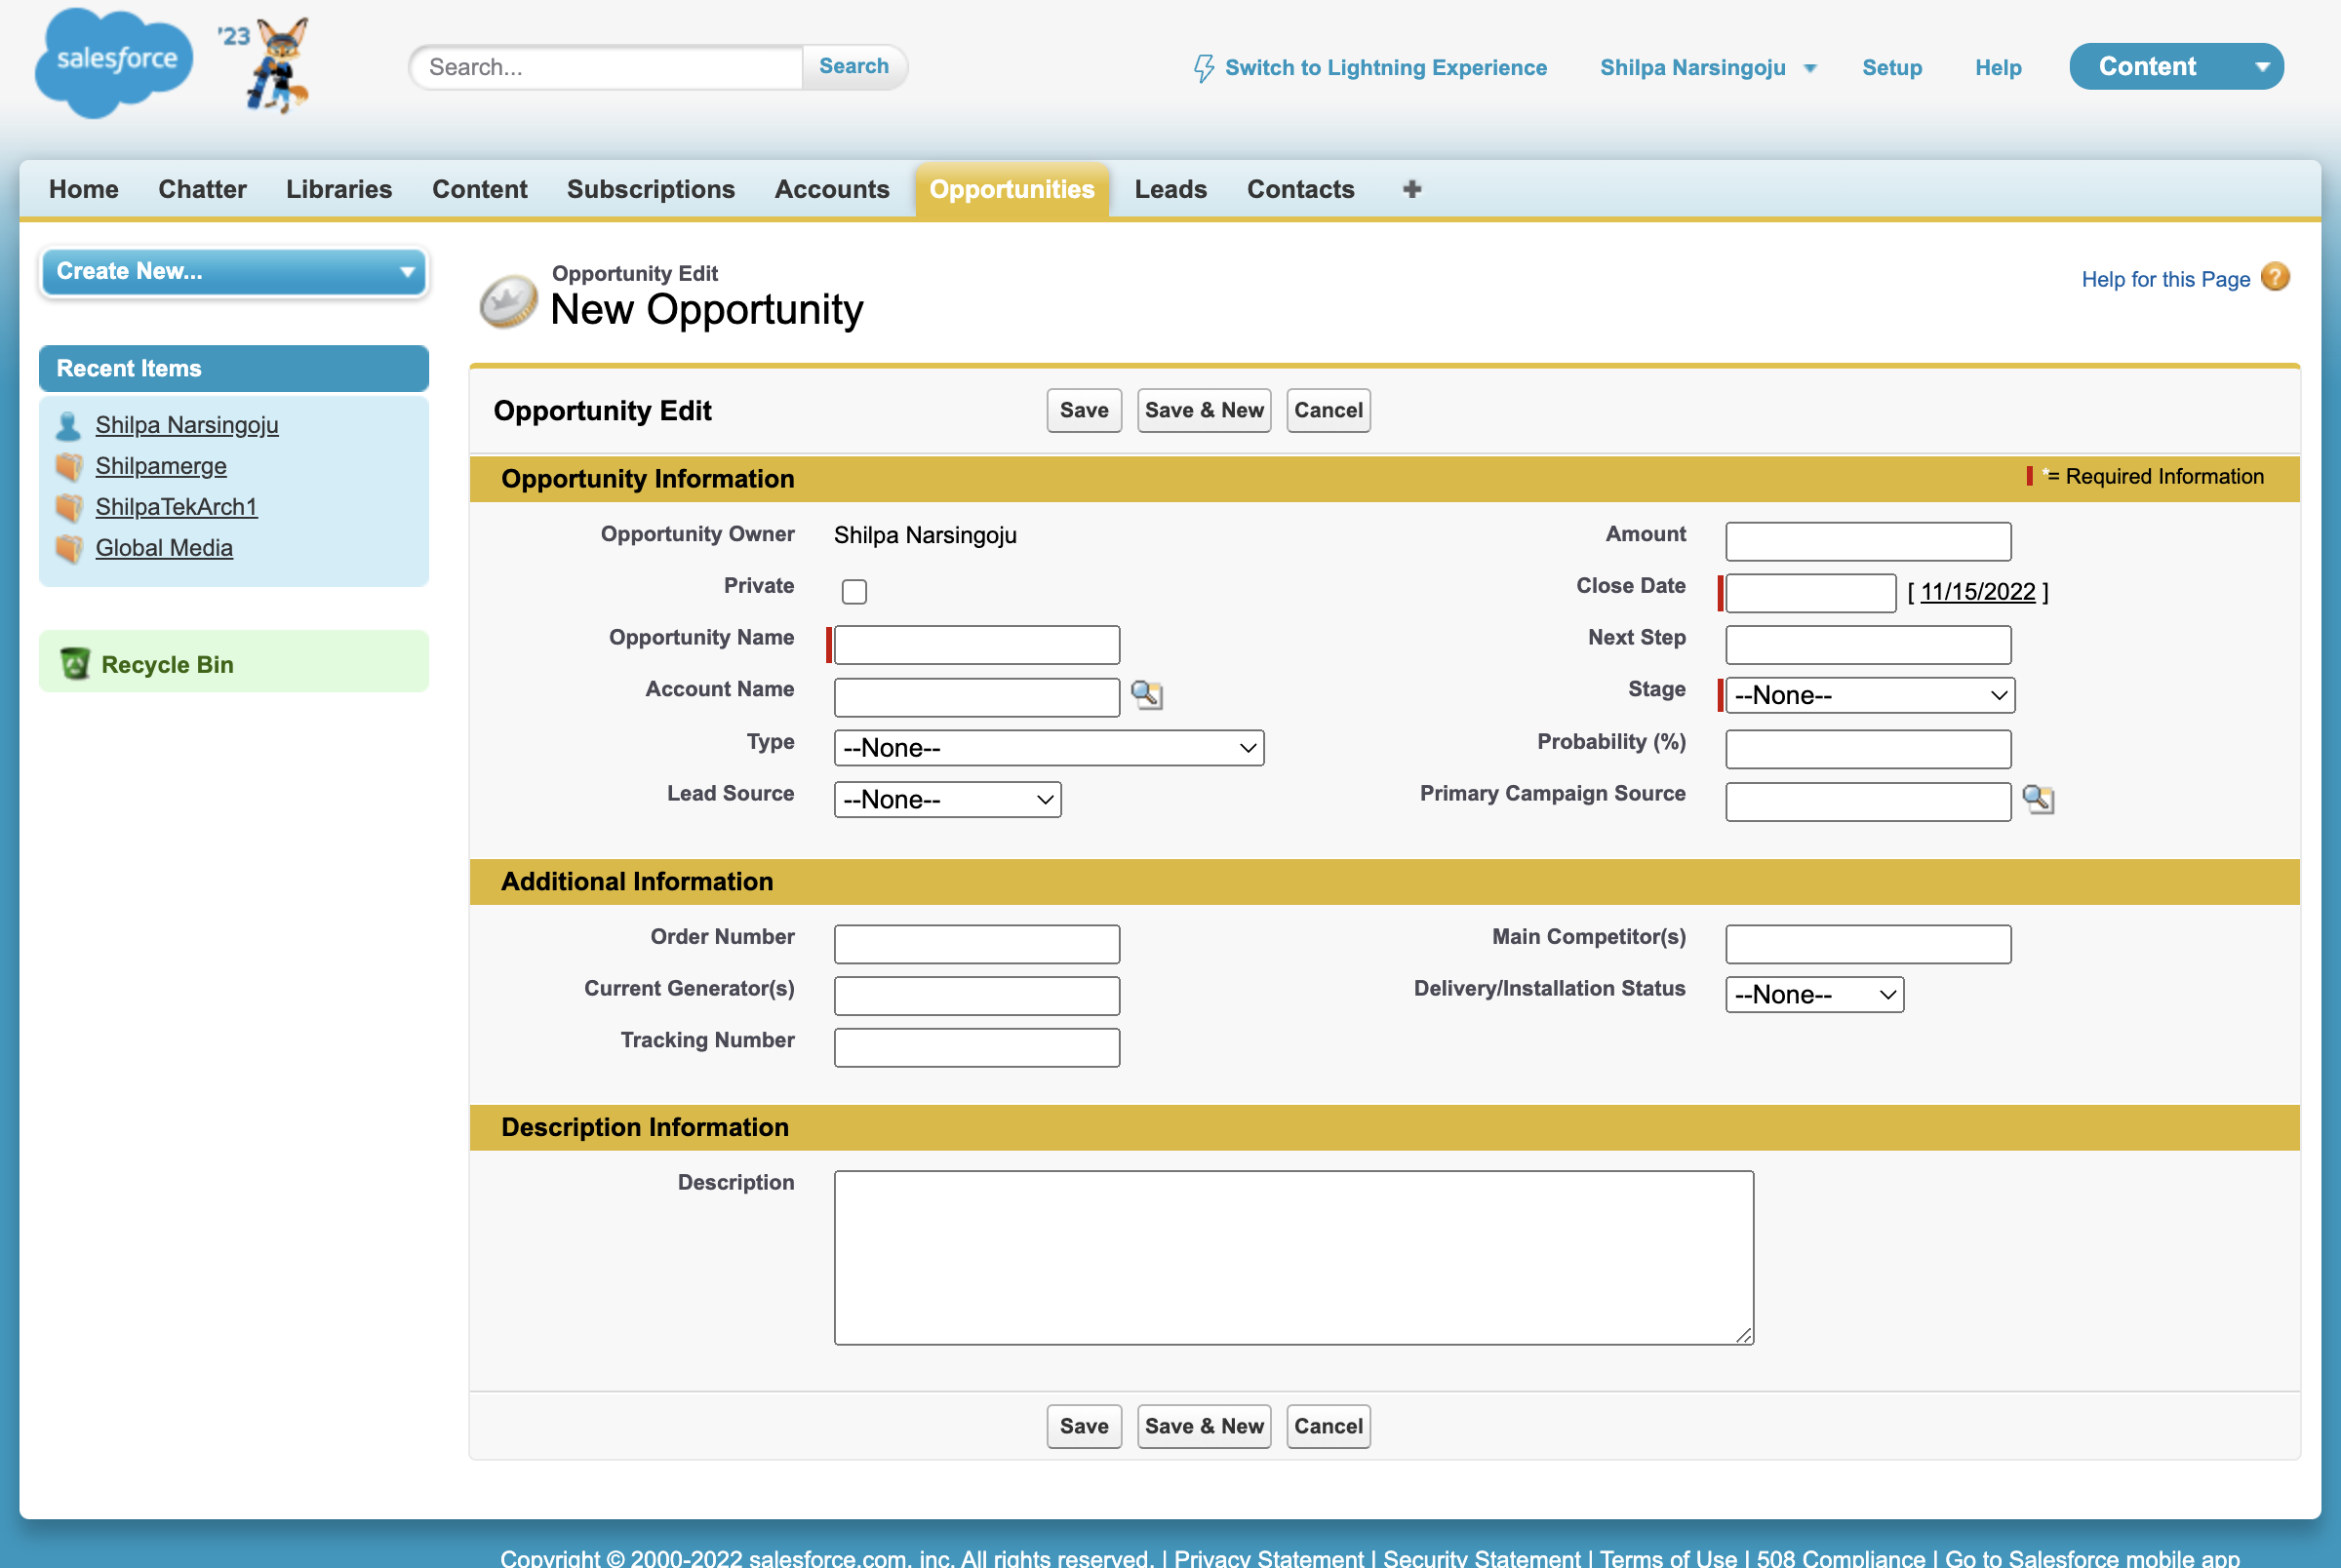 salesforce
'23
Search...
Search
Switch to Lightning Experience
Shilpa Narsingoju
Setup
Help
Content
Home
Chatter
Libraries
Content
Subscriptions
Accounts
Opportunities
Leads
Contacts
+
Create New...
Recent Items
Shilpa Narsingoju
Shilpamerge
ShilpaTekArch1
Global Media
Recycle Bin
Opportunity Edit
New Opportunity
Help for this Page ?
Opportunity Edit
Save
Save & New
Cancel
Opportunity Information
*= Required Information
Opportunity Owner
Shilpa Narsingoju
Amount
Private
Close Date
[ 11/15/2022 ]
Opportunity Name
Next Step
Account Name
Stage
--None--
Type
--None--
Probability (%)
Lead Source
--None--
Primary Campaign Source
Additional Information
Order Number
Main Competitor(s)
Current Generator(s)
Delivery/Installation Status
--None--
Tracking Number
Description Information
Description
Save
Save & New
Cancel
Copyright © 2000-2022 salesforce.com, inc. All rights reserved. | Privacy Statement | Security Statement | Terms of Use | 508 Compliance | Go to Salesforce mobile app